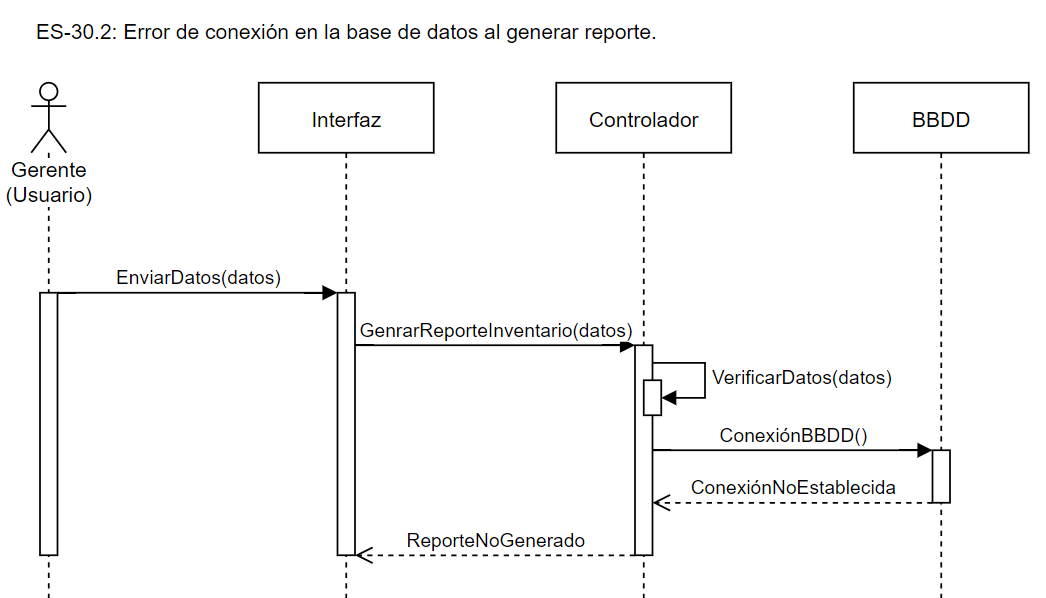 ES-30.2: Error de conexión en la base de datos al generar reporte.
Interfaz
Controlador
BBDD
Gerente
(Usuario)
EnviarDatos(datos)
GenrarReporteInventario(datos)
VerificarDatos(datos)
ConexiónBBDD()
ConexiónNoEstablecida
ReporteNoGenerado